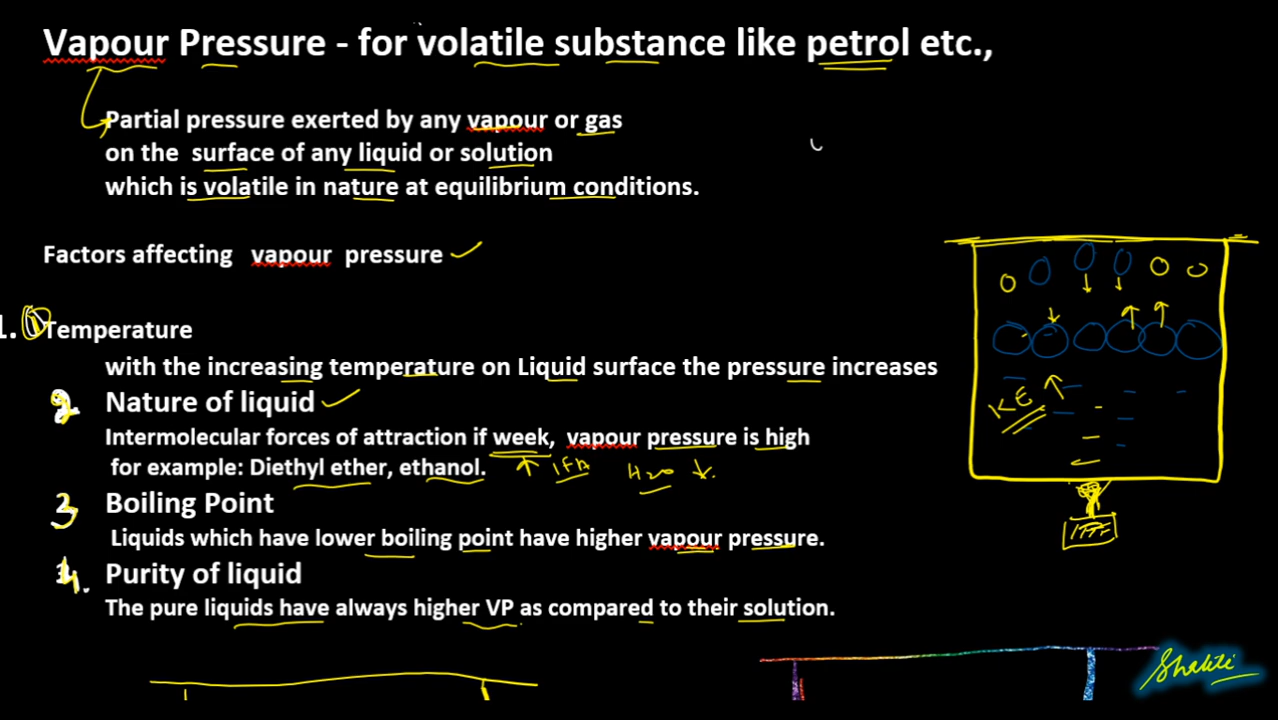 Vapour Pressure - for volatile substance like petrol etc.,
Partial pressure exerted by any vapour or gas
on the surface of any liquid or solution
which is volatile in nature at equilibrium conditions.
Factors affecting vapour pressure
1. Temperature
with the increasing temperature on Liquid surface the pressure increases
2. Nature of liquid
Intermolecular forces of attraction if week, vapour pressure is high
for example: Diethyl ether, ethanol. ↑ IFA H2O ↓
KE ↑
3 Boiling Point
Liquids which have lower boiling point have higher vapour pressure.
4. Purity of liquid
The pure liquids have always higher VP as compared to their solution.
Shakti